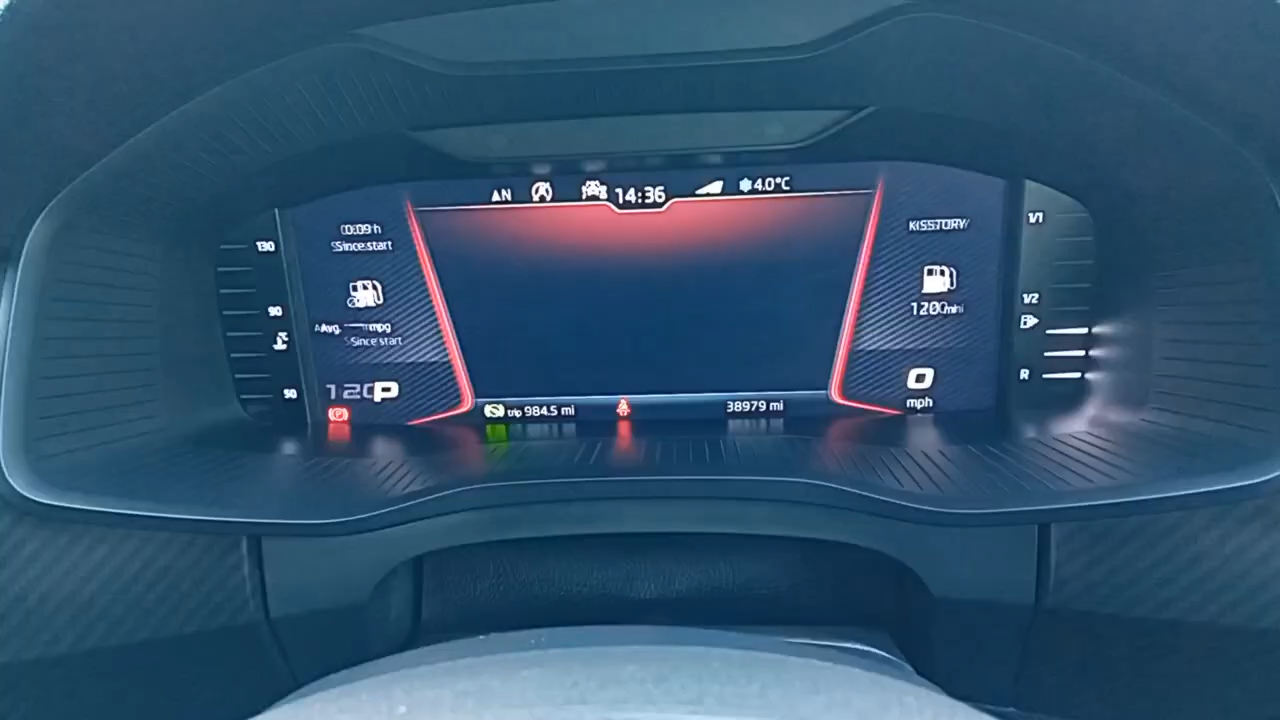 14:36
4.0°C
00:09 h
Since start
KISSTORY
1/1
130
90
50
Avg. mpg
Since start
120 mi
1/2
R
P
0
mph
trip 984.5 mi
38979 mi